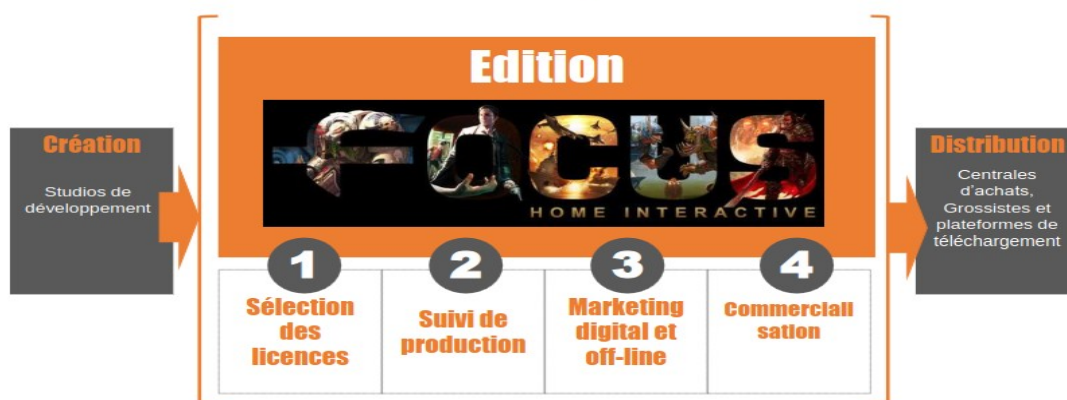 Edition
FOCUS
HOME INTERACTIVE
Création
Studios de
développement
Distribution
Centrales
d'achats,
Grossistes et
plateformes de
téléchargement
1
Sélection
des
licences
2
Suivi de
production
3
Marketing
digital et
off-line
4
Commerciali
sation